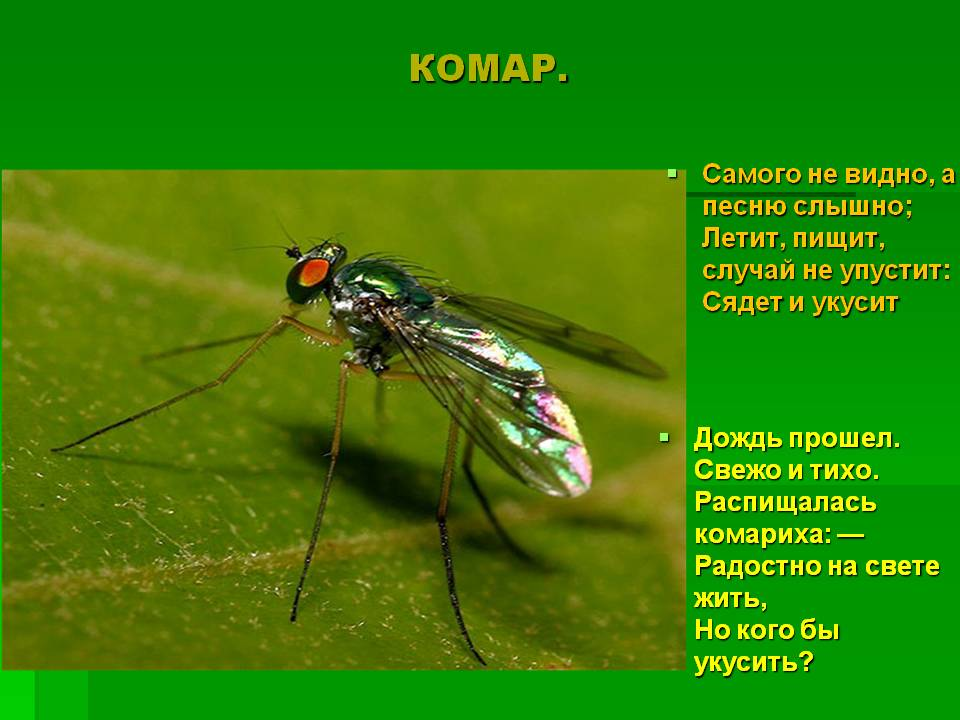 КОМАР.
Самого не видно, а
песню слышно;
Летит, пищит,
случай не упустит:
Сядет и укусит
Дождь прошел.
Свежо и тихо.
Распищалась
комариха: —
Радостно на свете
жить,
Но кого бы
укусить?